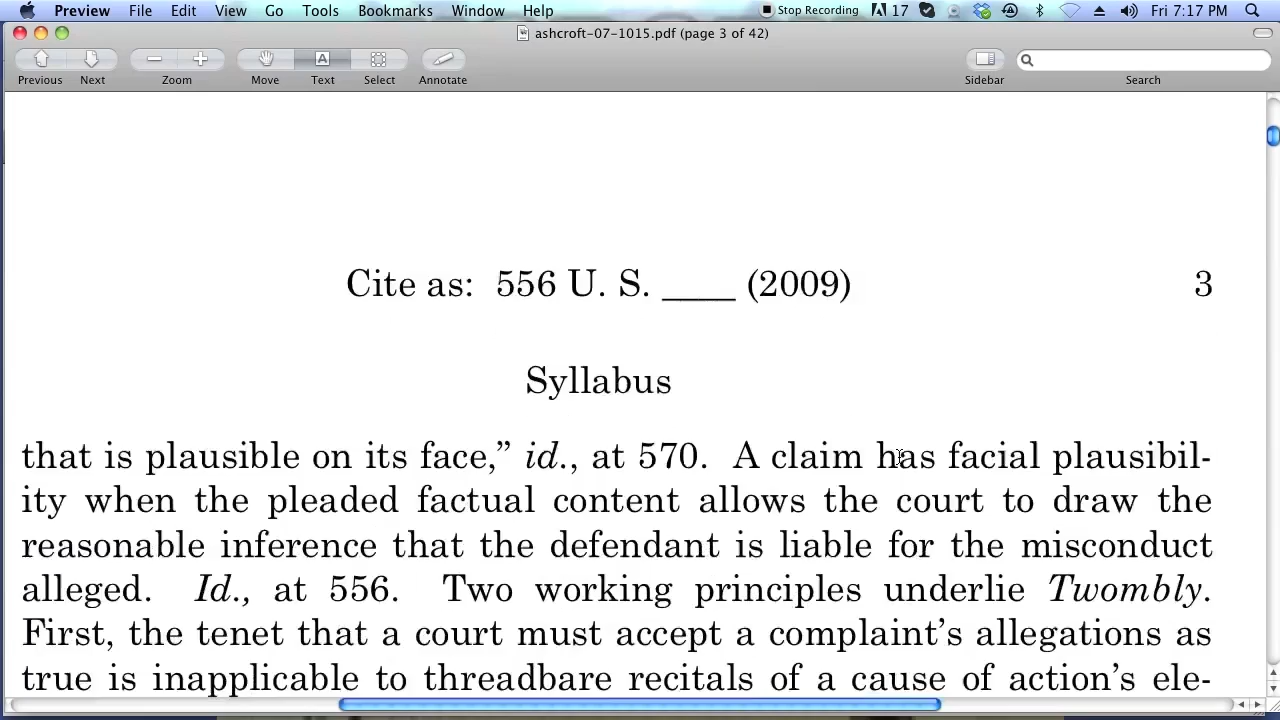 Preview File Edit View Go Tools Bookmarks Window Help Stop Recording 17 Fri 7:17 PM
ashcroft-07-1015.pdf (page 3 of 42)
Previous Next Zoom Move Text Select Annotate Sidebar Search
Cite as: 556 U. S. ____ (2009) 3
Syllabus
that is plausible on its face,” id., at 570. A claim has facial plausibil-
ity when the pleaded factual content allows the court to draw the
reasonable inference that the defendant is liable for the misconduct
alleged. Id., at 556. Two working principles underlie Twombly.
First, the tenet that a court must accept a complaint’s allegations as
true is inapplicable to threadbare recitals of a cause of action’s ele-